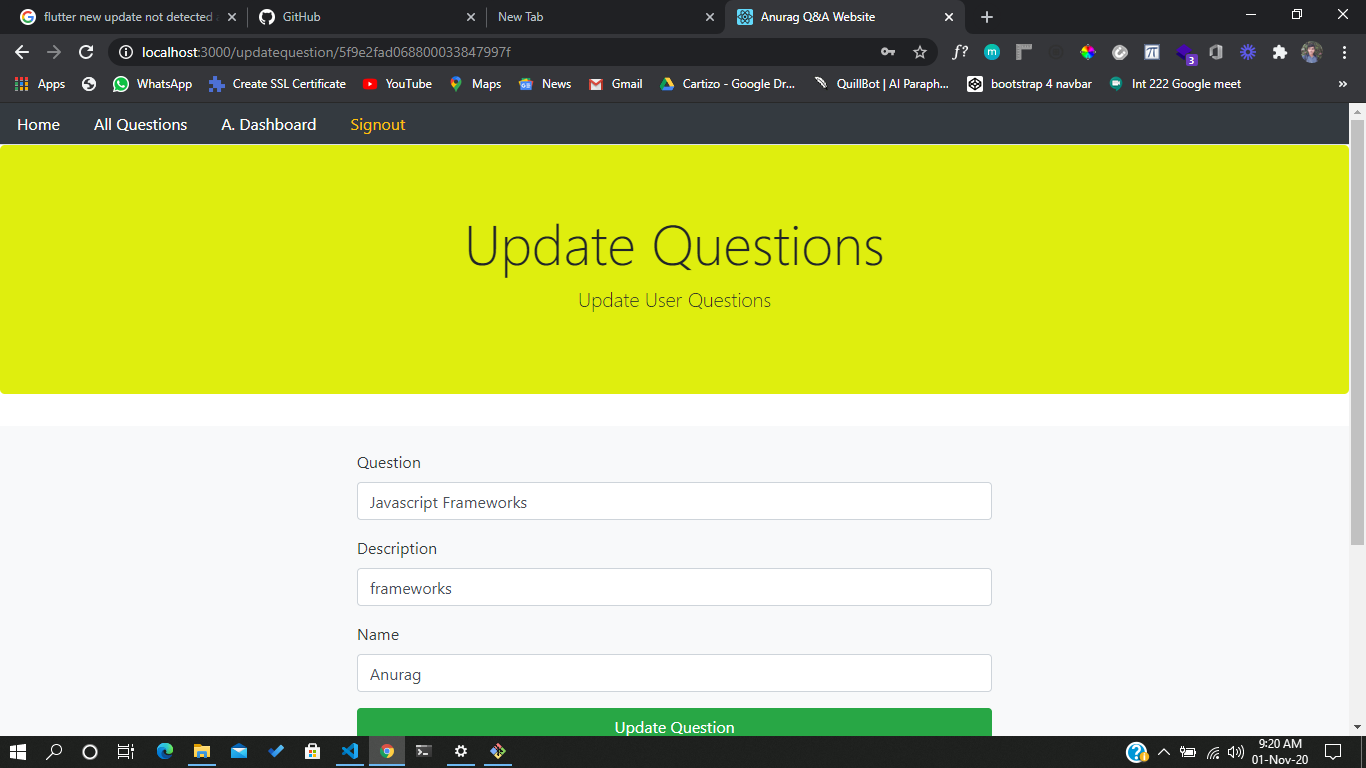 flutter new update not detected
GitHub
New Tab
Anurag Q&A Website
localhost:3000/updatequestion/5f9e2fad068800033847997f
f?
m
3
Apps
WhatsApp
Create SSL Certificate
YouTube
Maps
News
Gmail
Cartizo - Google Dr...
QuillBot | AI Paraph...
bootstrap 4 navbar
Int 222 Google meet
»
Home
All Questions
A. Dashboard
Signout
Update Questions
Update User Questions
Question
Javascript Frameworks
Description
frameworks
Name
Anurag
Update Question
9:20 AM
01-Nov-20